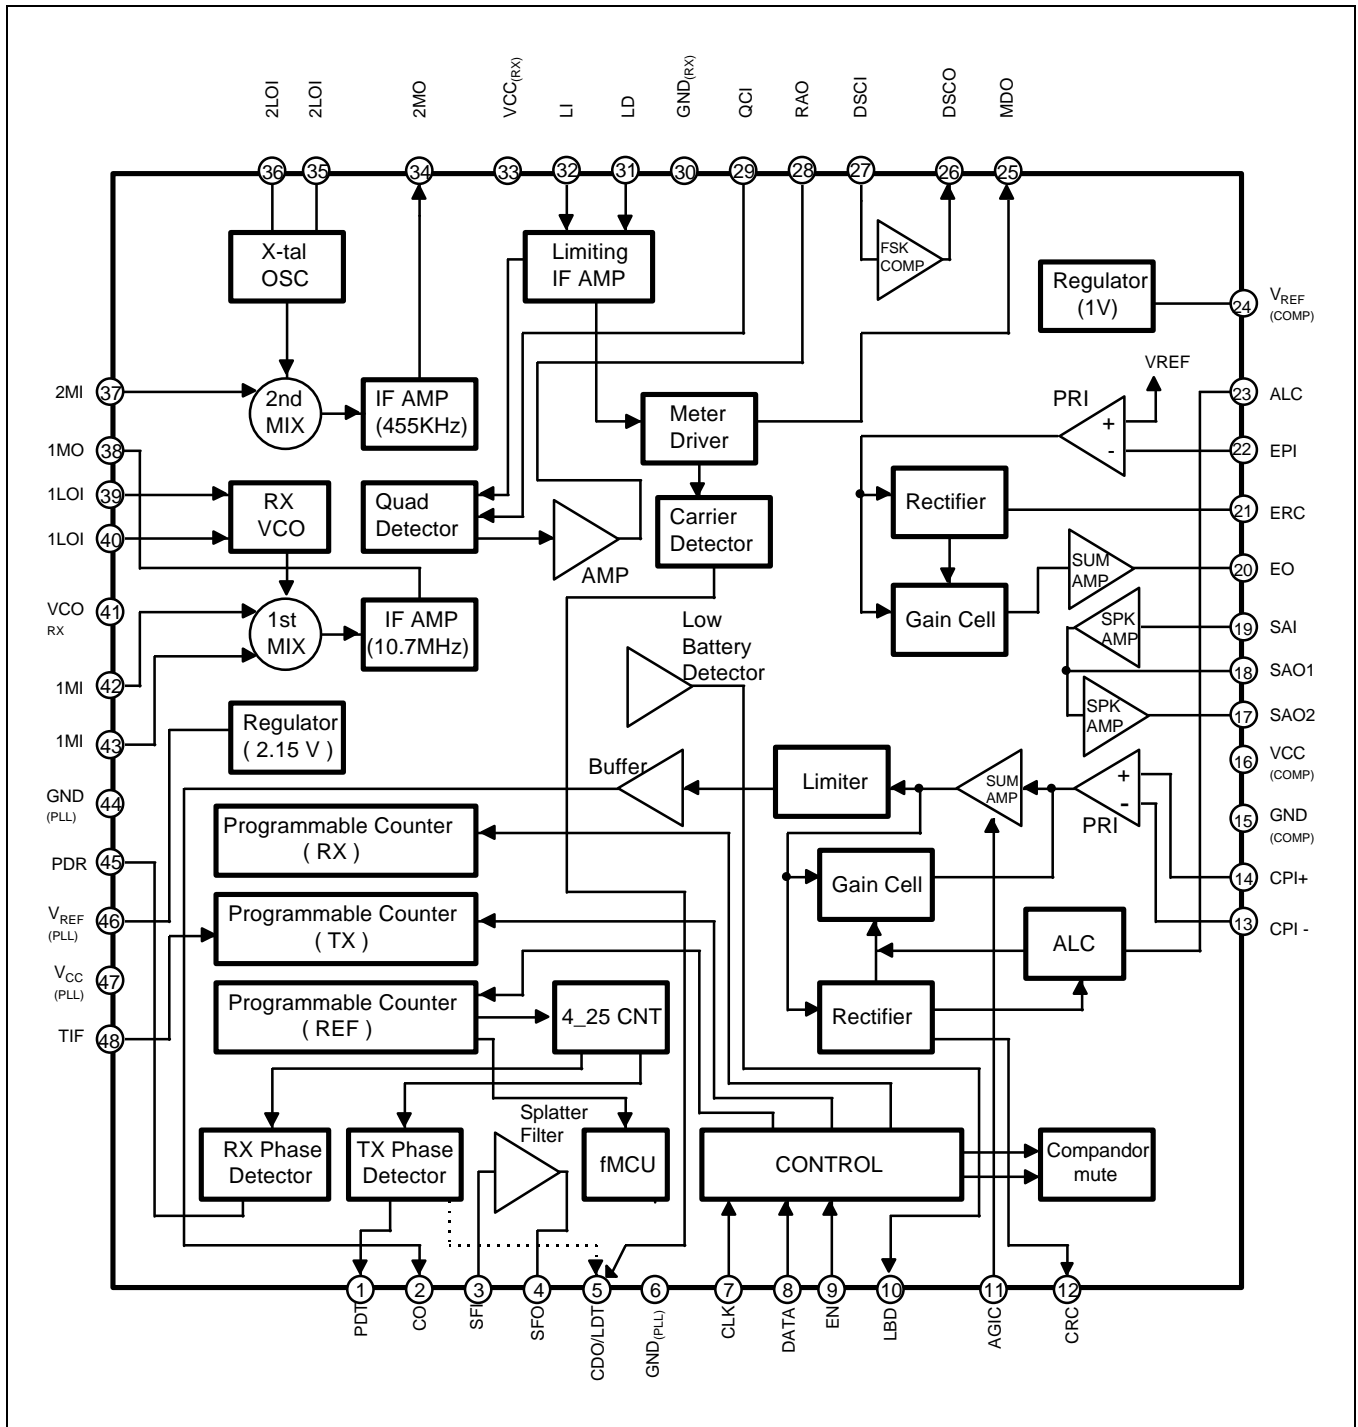 2LOI
2LOI
2MO
VCC(RX)
LI
LD
GND(RX)
QCI
RAO
DSCI
DSCO
MDO
36
35
34
33
32
31
30
29
28
27
26
25
X-tal
OSC
Limiting
IF AMP
FSK
COMP
Regulator
(1V)
24
VREF
(COMP)
2MI
37
2nd
MIX
IF AMP
(455KHz)
Meter
Driver
VREF
PRI
+
-
23
ALC
1MO
38
22
EPI
1LOI
39
RX
VCO
Quad
Detector
AMP
Carrier
Detector
Rectifier
21
ERC
1LOI
40
SUM
AMP
20
EO
VCO
RX
41
1st
MIX
IF AMP
(10.7MHz)
Gain Cell
SPK
AMP
19
SAI
Low
Battery
Detector
18
SAO1
1MI
42
SPK
AMP
17
SAO2
1MI
43
Regulator
( 2.15 V )
16
VCC
(COMP)
GND
(PLL)
44
Buffer
Limiter
SUM
AMP
+
-
PRI
15
GND
(COMP)
Programmable Counter
( RX )
PDR
45
Gain Cell
14
CPI+
VREF
(PLL)
46
Programmable Counter
( TX )
ALC
13
CPI -
VCC
(PLL)
47
Programmable Counter
( REF )
4_25 CNT
Rectifier
TIF
48
Splatter
Filter
RX Phase
Detector
TX Phase
Detector
fMCU
CONTROL
Compandor
mute
1
2
3
4
5
6
7
8
9
10
11
12
PDT
CO
SFI
SFO
CDO/LDT
GND(PLL)
CLK
DATA
EN
LBD
AGIC
CRC